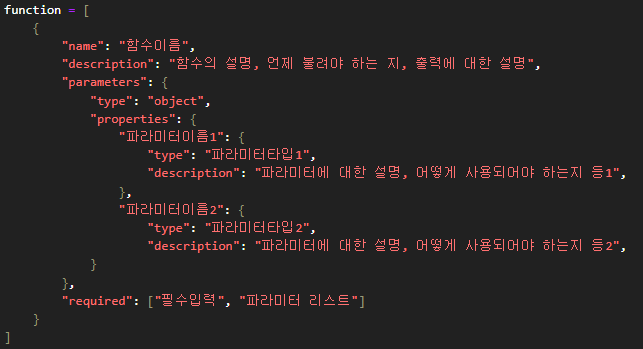 function = [
    {
        "name": "함수이름",
        "description": "함수의 설명, 언제 불려야 하는 지, 출력에 대한 설명",
        "parameters": {
            "type": "object",
            "properties": {
                "파라미터이름1": {
                    "type": "파라미터타입1",
                    "description": "파라미터에 대한 설명, 어떻게 사용되어야 하는지 등1",
                },
                "파라미터이름2": {
                    "type": "파라미터타입2",
                    "description": "파라미터에 대한 설명, 어떻게 사용되어야 하는지 등2",
            }
        },
        "required": ["필수입력", "파라미터 리스트"]
    }
]